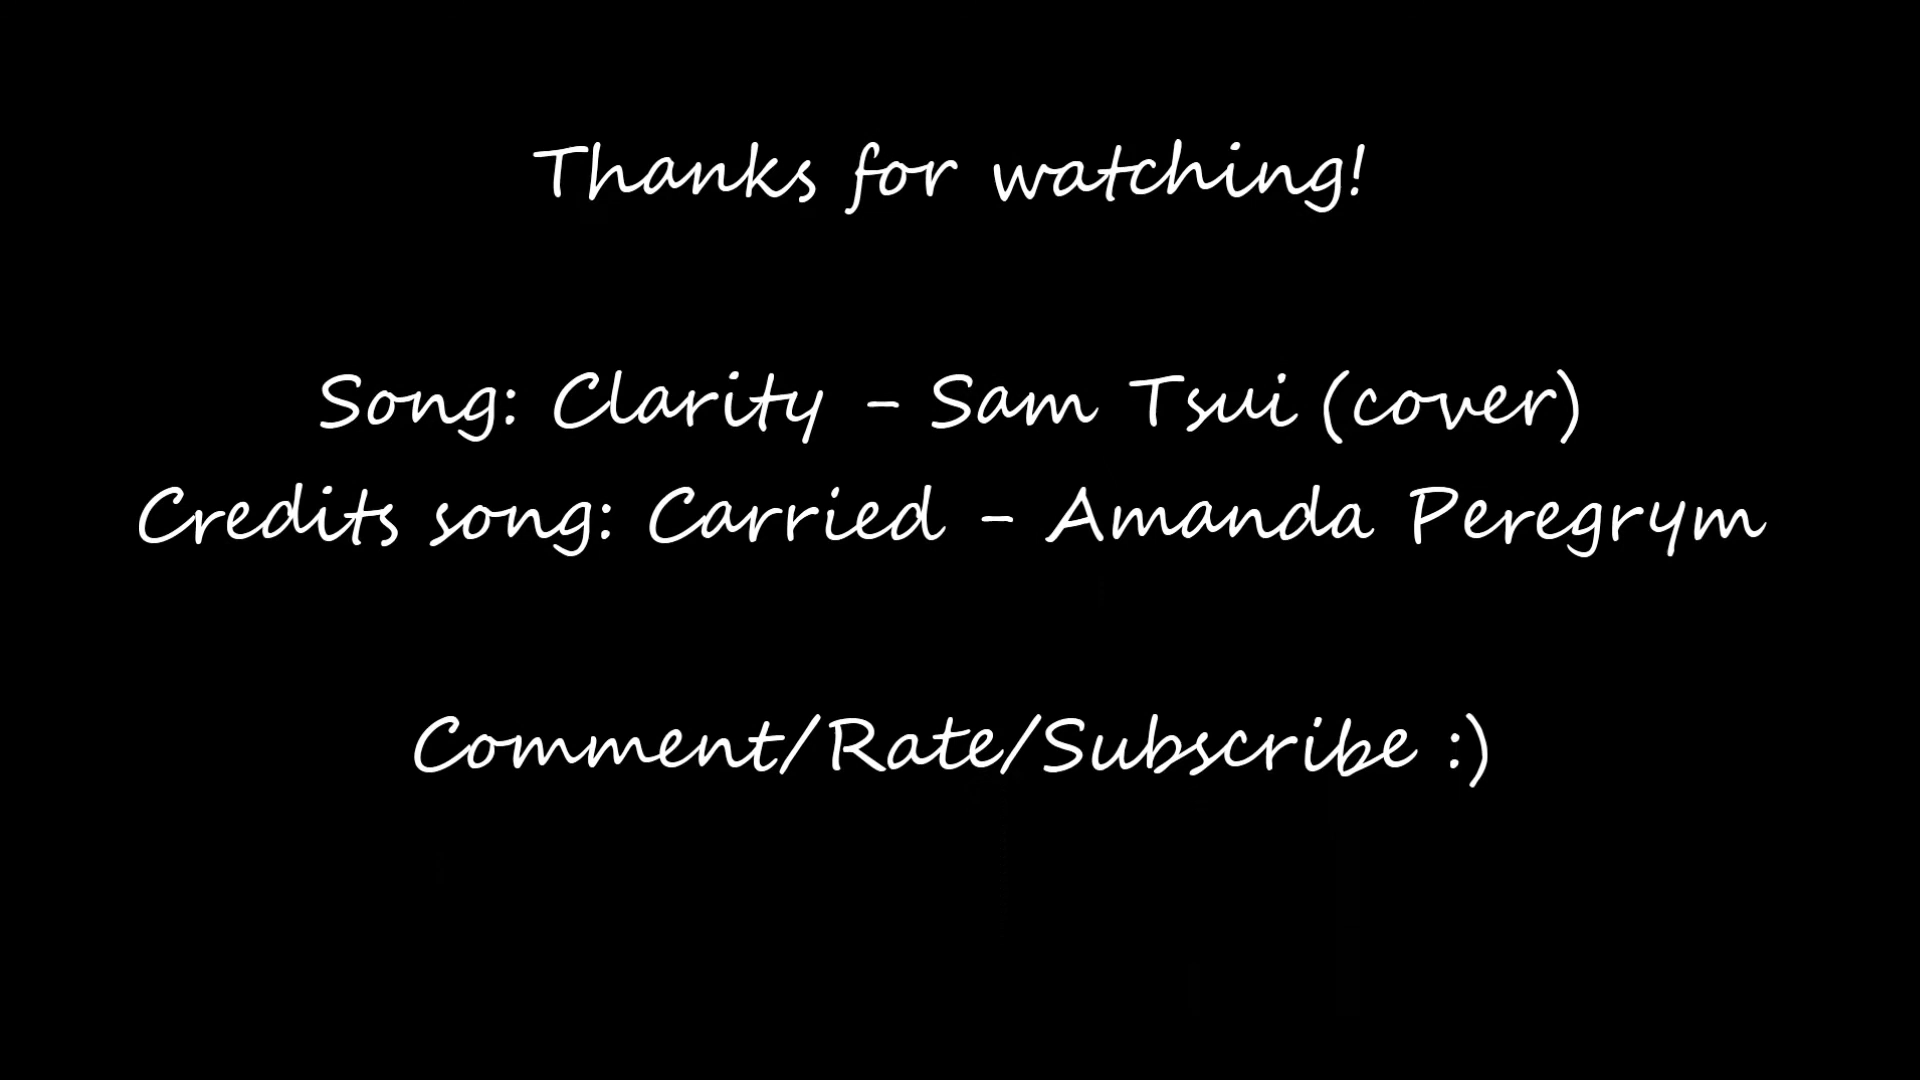 Thanks for watching!
Song: Clarity - Sam Tsui (cover)
Credits song: Carried - Amanda Peregrym
Comment/Rate/Subscribe :)